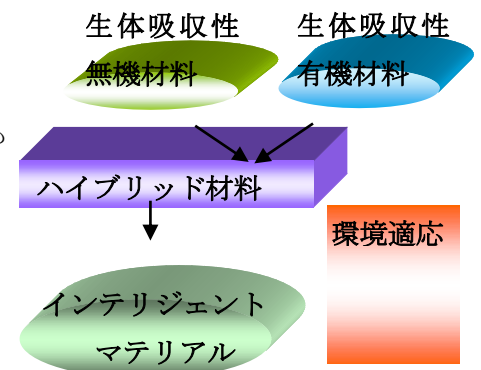 生体吸収性
無機材料
生体吸収性
有機材料
ハイブリッド材料
環境適応
インテリジェント
マテリアル